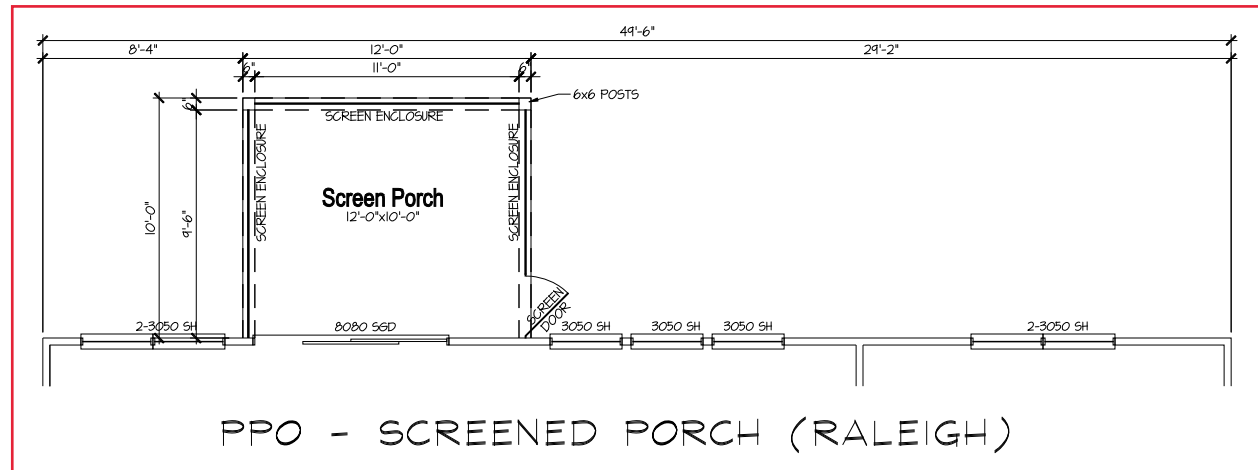 49'-6"
8'-4"
12'-0"
29'-2"
6"
11'-0"
6"
6x6 POSTS
6"
SCREEN ENCLOSURE
SCREEN ENCLOSURE
SCREEN ENCLOSURE
Screen Porch
12'-0"x10'-0"
10'-0"
9'-6"
SCREEN
DOOR
2-3050 SH
8080 SGD
3050 SH
3050 SH
3050 SH
2-3050 SH
PPO - SCREENED PORCH (RALEIGH)